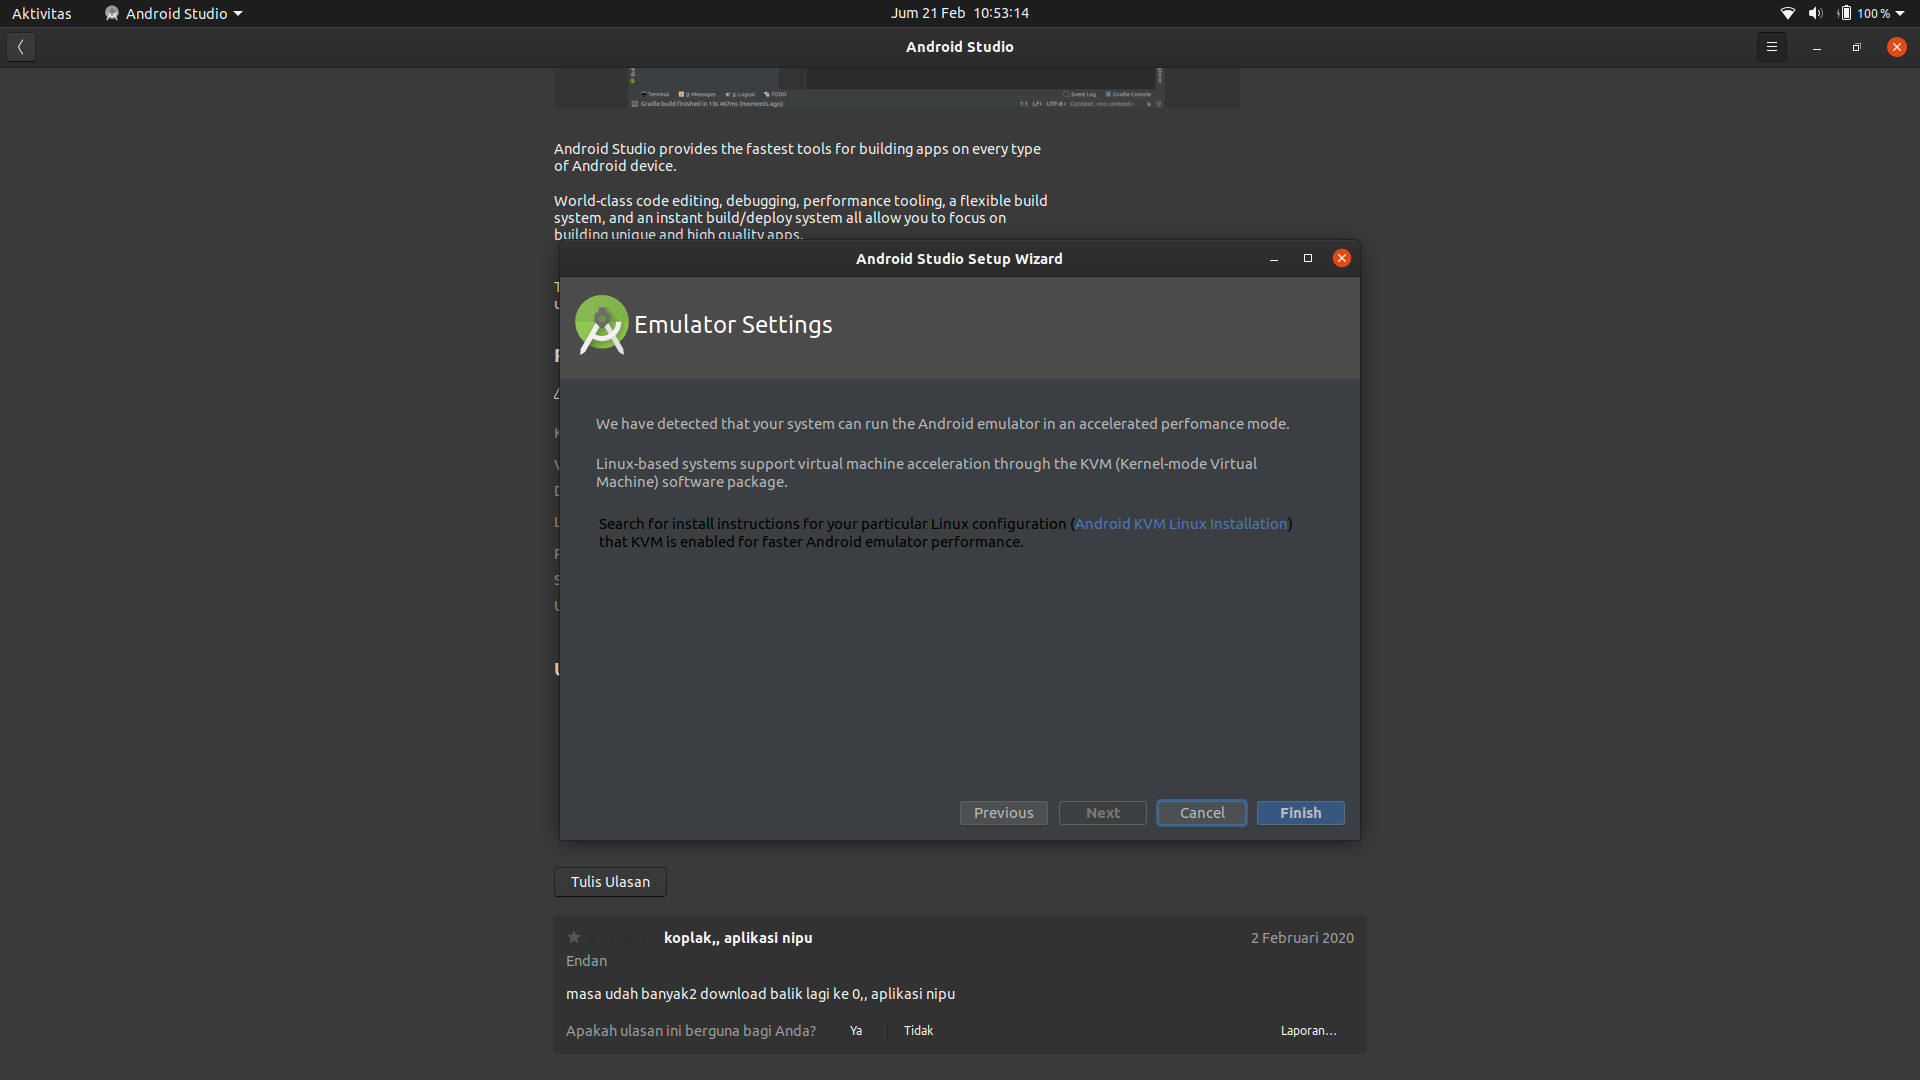 Aktivitas
Android Studio
Jum 21 Feb 10:53:14
100 %
Android Studio
Terminal 0: Messages 6: Logcat TODO
Event Log Gradle Console
Gradle build finished in 13s 467ms (moments ago)
1:1 LF÷ UTF-8÷ Context: <no context>
Android Studio provides the fastest tools for building apps on every type
of Android device.
World-class code editing, debugging, performance tooling, a flexible build
system, and an instant build/deploy system all allow you to focus on
building unique and high quality apps.
Android Studio Setup Wizard
Emulator Settings
We have detected that your system can run the Android emulator in an accelerated perfomance mode.
Linux-based systems support virtual machine acceleration through the KVM (Kernel-mode Virtual
Machine) software package.
Search for install instructions for your particular Linux configuration (Android KVM Linux Installation)
that KVM is enabled for faster Android emulator performance.
Previous
Next
Cancel
Finish
Tulis Ulasan
koplak,, aplikasi nipu
2 Februari 2020
Endan
masa udah banyak2 download balik lagi ke 0,, aplikasi nipu
Apakah ulasan ini berguna bagi Anda?
Ya
Tidak
Laporan…